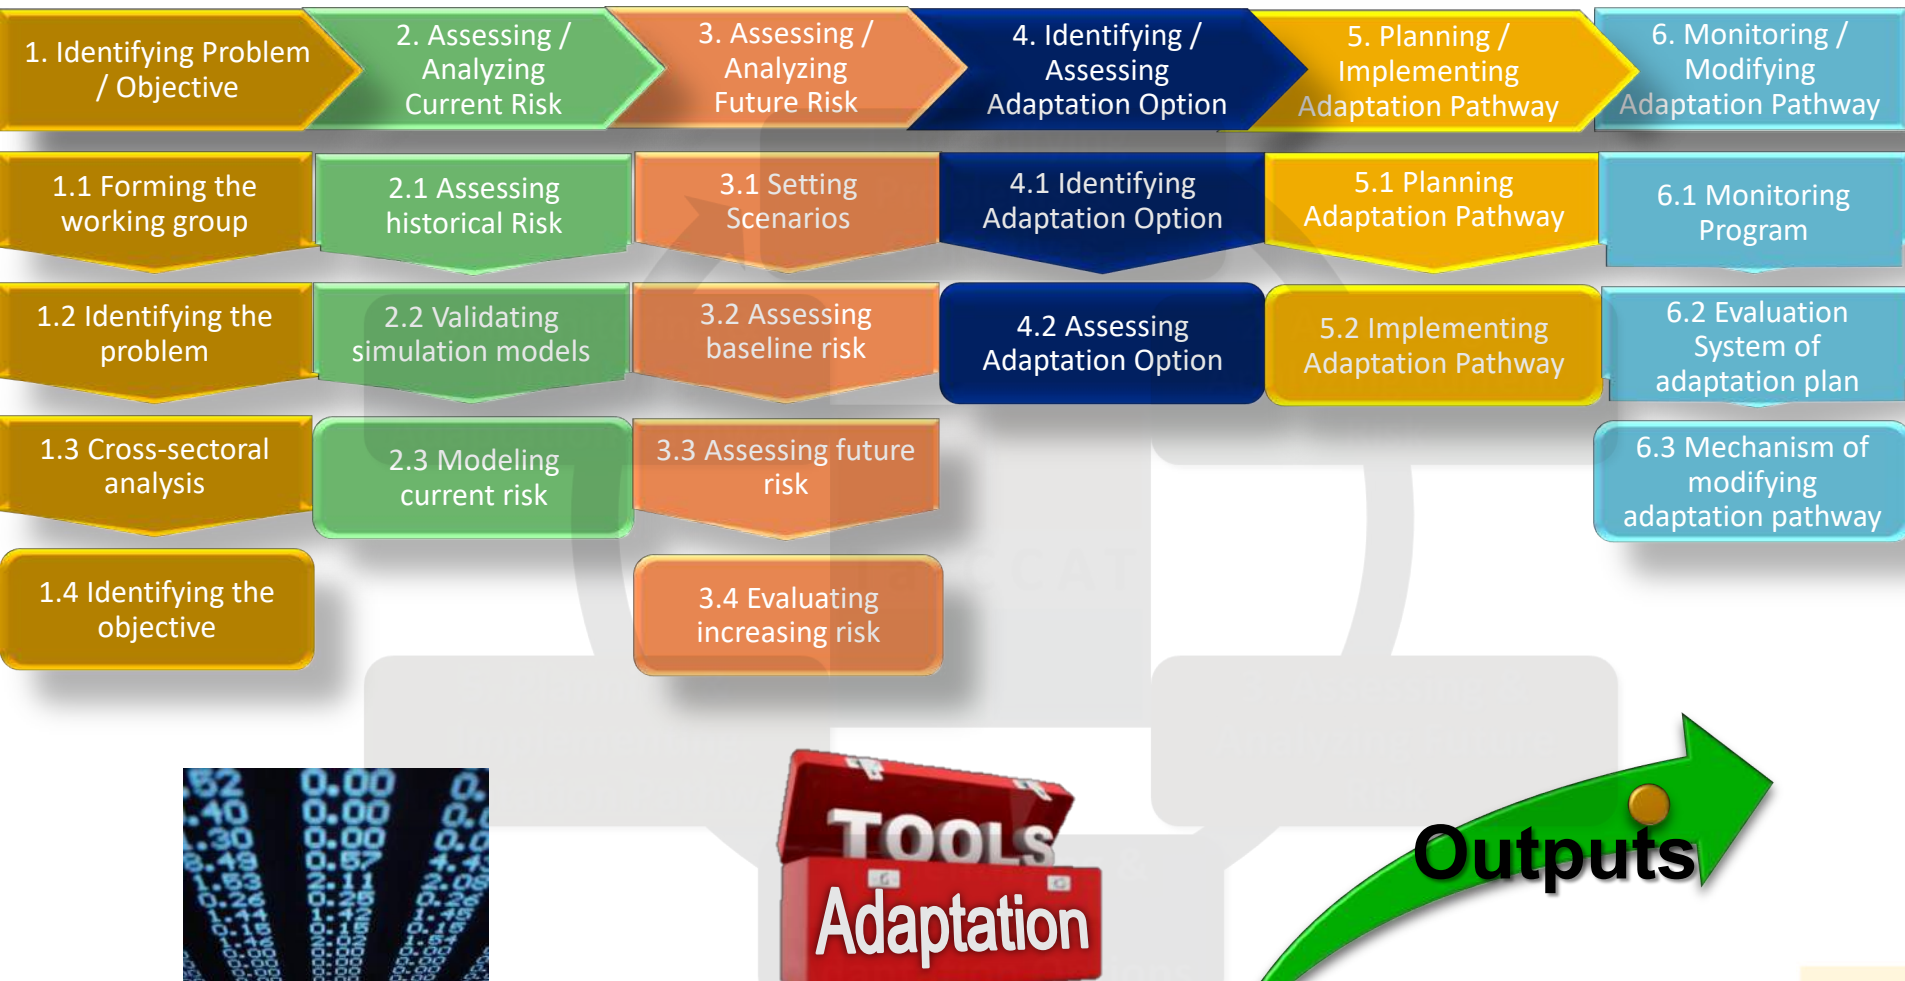 1. Identifying Problem
/ Objective
2. Assessing /
Analyzing
Current Risk
3. Assessing /
Analyzing
Future Risk
4. Identifying /
Assessing
Adaptation Option
5. Planning /
Implementing
Adaptation Pathway
6. Monitoring /
Modifying
Adaptation Pathway
1.1 Forming the
working group
2.1 Assessing
historical Risk
3.1 Setting
Scenarios
4.1 Identifying
Adaptation Option
5.1 Planning
Adaptation Pathway
6.1 Monitoring
Program
1.2 Identifying the
problem
2.2 Validating
simulation models
3.2 Assessing
baseline risk
4.2 Assessing
Adaptation Option
5.2 Implementing
Adaptation Pathway
6.2 Evaluation
System of
adaptation plan
1.3 Cross-sectoral
analysis
2.3 Modeling
current risk
3.3 Assessing future
risk
6.3 Mechanism of
modifying
adaptation pathway
1.4 Identifying the
objective
3.4 Evaluating
increasing risk
TaiCCAT
TOOLS
Adaptation
Outputs